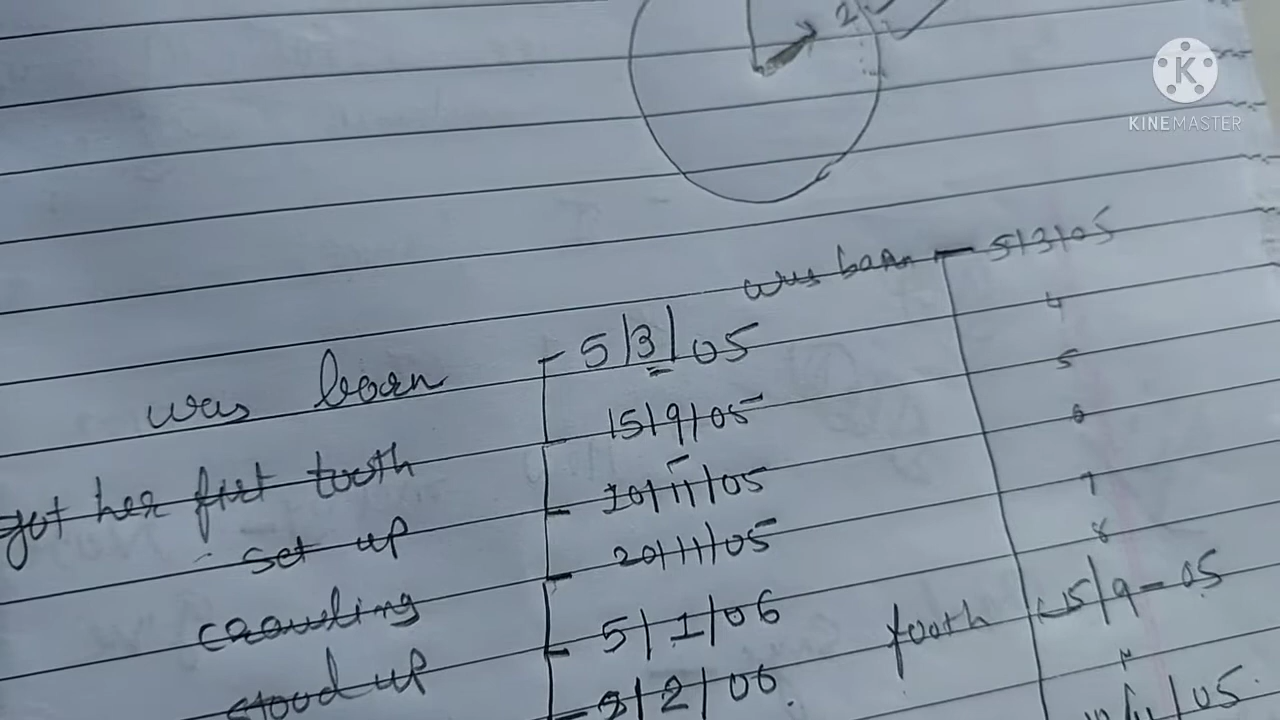 2
K
KINEMASTER
was born - 5/3/05
4
was born - 5/3/05
5
got her first tooth 15/9/05
6
set up - 10/11/05
7
crawling 20/11/05
8
stood up - 5/1/06
tooth 15/9-05
2/06
11/05